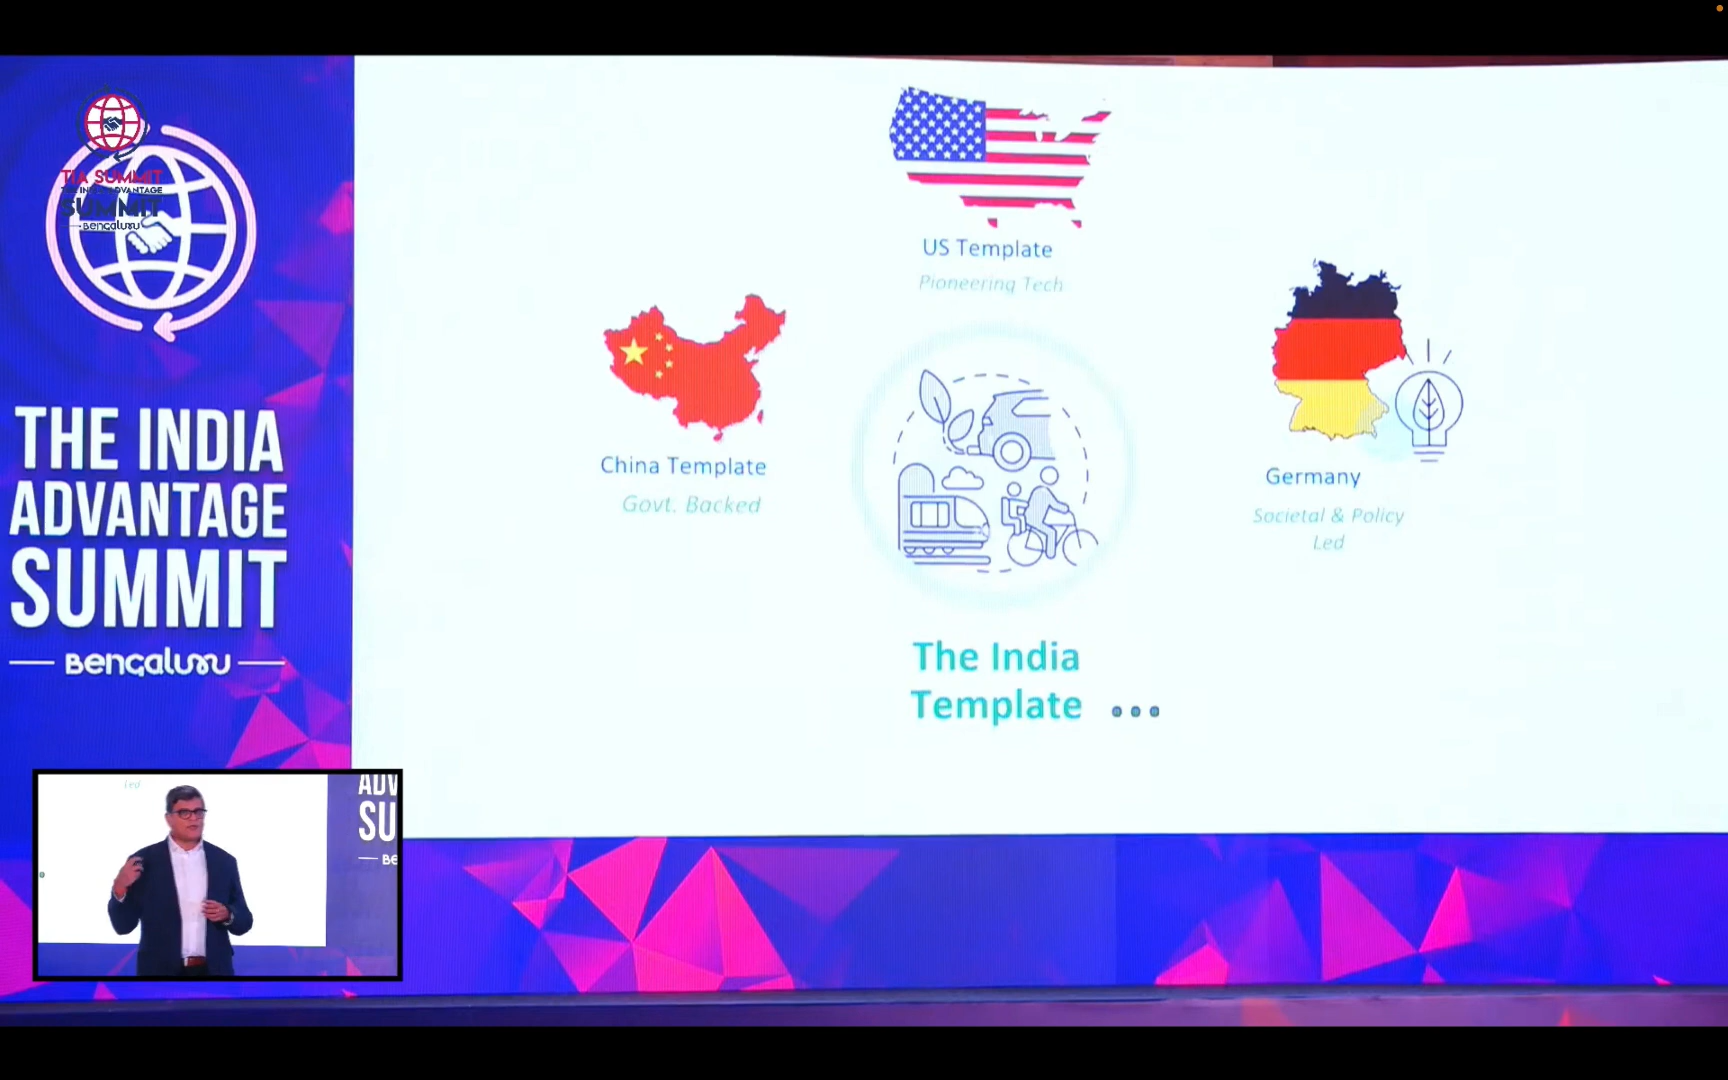 TIA SUMMIT
THE INDIA ADVANTAGE
SUMMIT
Bengaluru
THE INDIA
ADVANTAGE
SUMMIT
Bengaluru
US Template
Pioneering Tech
China Template
Govt. Backed
Germany
Societal & Policy
Led
The India
Template ...
Led
ADV
SU
BE